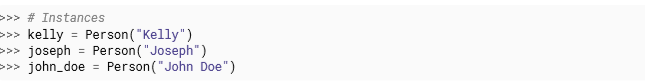 >>> # Instances
>>> kelly = Person("Kelly")
>>> joseph = Person("Joseph")
>>> john_doe = Person("John Doe")